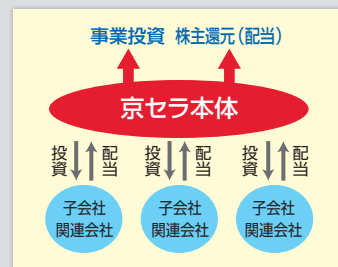 事業投資 株主還元(配当)
京セラ本体
投資 配当 投資 配当 投資 配当
子会社 子会社 子会社
関連会社 関連会社 関連会社